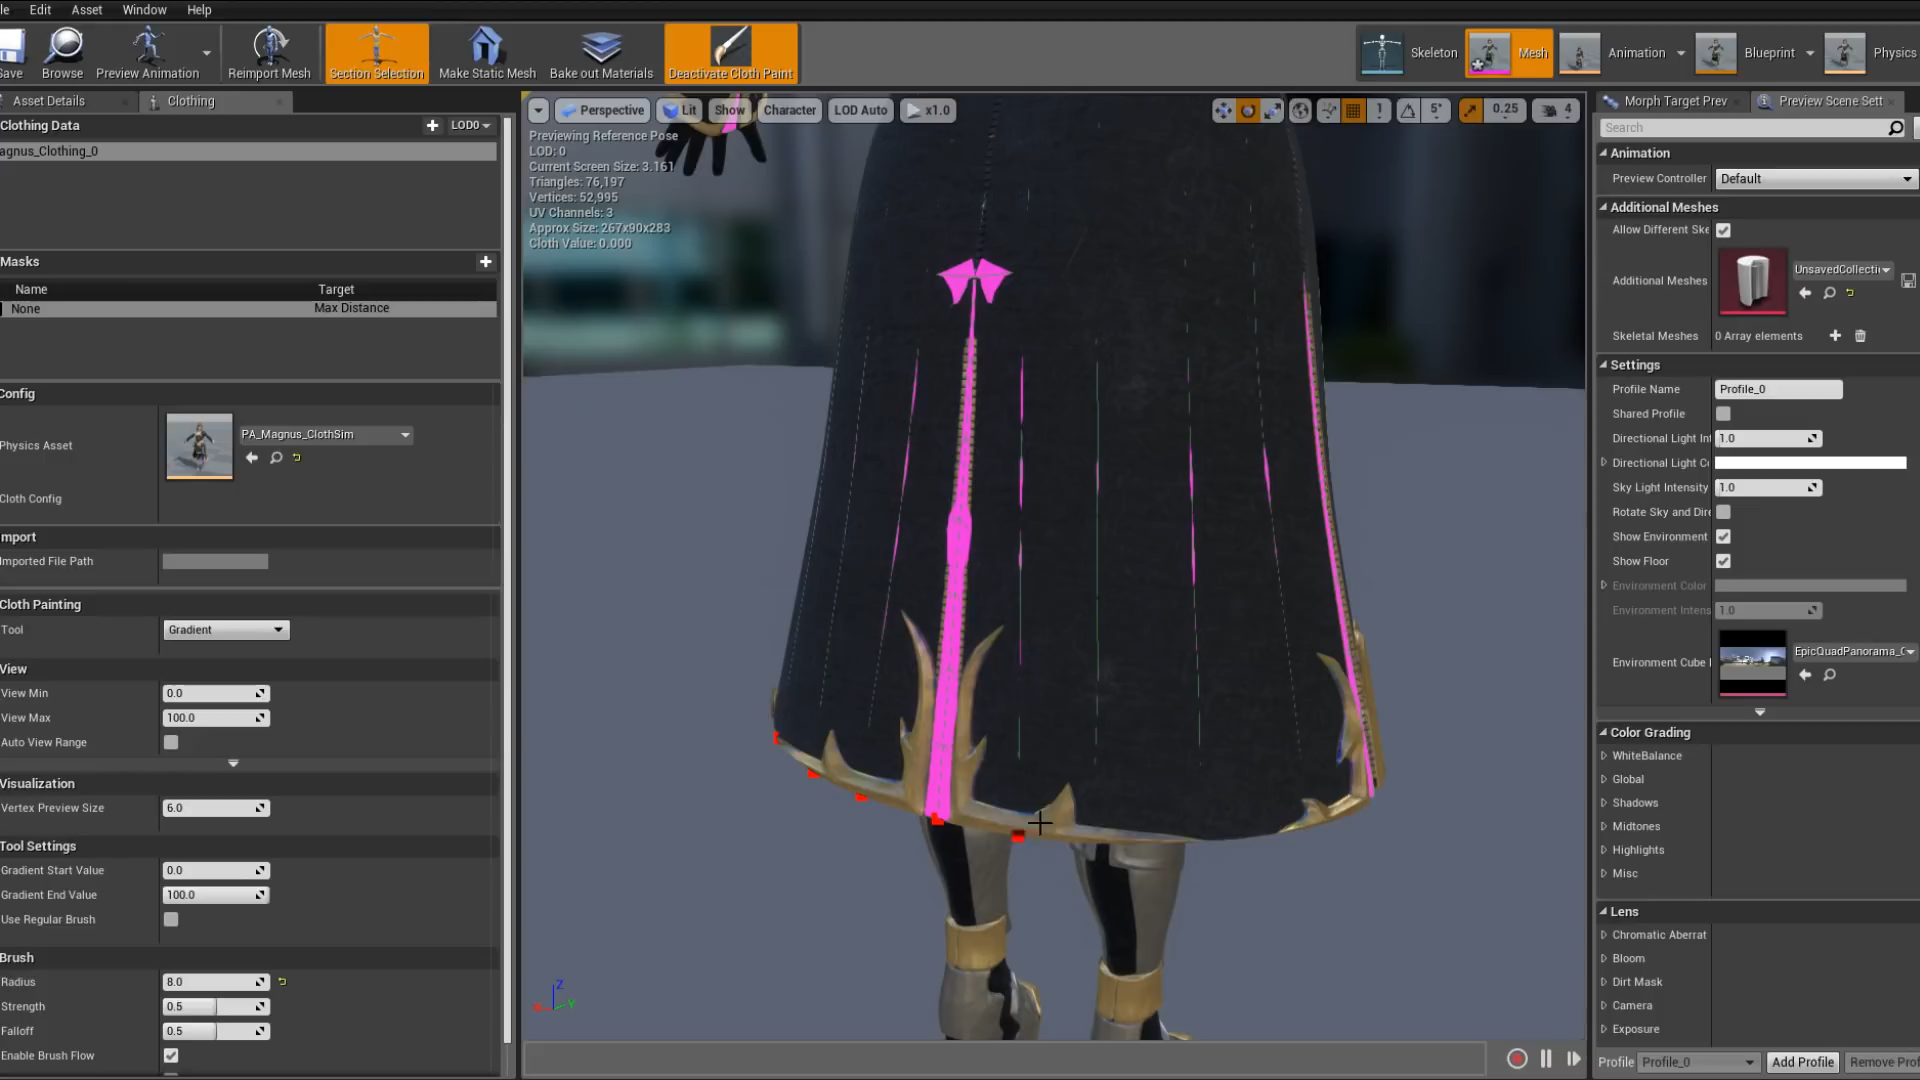 le Edit Asset Window Help
Save Browse Preview Animation Reimport Mesh Section Selection Make Static Mesh Bake out Materials Deactivate Cloth Paint Skeleton Mesh Animation Blueprint Physics
Asset Details Clothing
Clothing Data LOD0
agnus_Clothing_0
Masks
Name Target
None Max Distance
Config
Physics Asset PA_Magnus_ClothSim
Cloth Config
mport
Imported File Path
Cloth Painting
Tool Gradient
View
View Min 0.0
View Max 100.0
Auto View Range
Visualization
Vertex Preview Size 6.0
Tool Settings
Gradient Start Value 0.0
Gradient End Value 100.0
Use Regular Brush
Brush
Radius 8.0
Strength 0.5
Falloff 0.5
Enable Brush Flow
Perspective Lit Show Character LOD Auto x1.0 1 5° 0.25 4
Previewing Reference Pose
LOD: 0
Current Screen Size: 3.161
Triangles: 76,197
Vertices: 52,995
UV Channels: 3
Approx Size: 267x90x283
Cloth Value: 0.000
Z
Y
Morph Target Prev Preview Scene Sett
Search
Animation
Preview Controller Default
Additional Meshes
Allow Different Ske
Additional Meshes UnsavedCollecti
Skeletal Meshes 0 Array elements
Settings
Profile Name Profile_0
Shared Profile
Directional Light Int 1.0
Directional Light Co
Sky Light Intensity 1.0
Rotate Sky and Dire
Show Environment
Show Floor
Environment Color
Environment Intens 1.0
Environment Cube EpicQuadPanorama_C
Color Grading
WhiteBalance
Global
Shadows
Midtones
Highlights
Misc
Lens
Chromatic Aberrat
Bloom
Dirt Mask
Camera
Exposure
Profile Profile_0 Add Profile Remove Prof